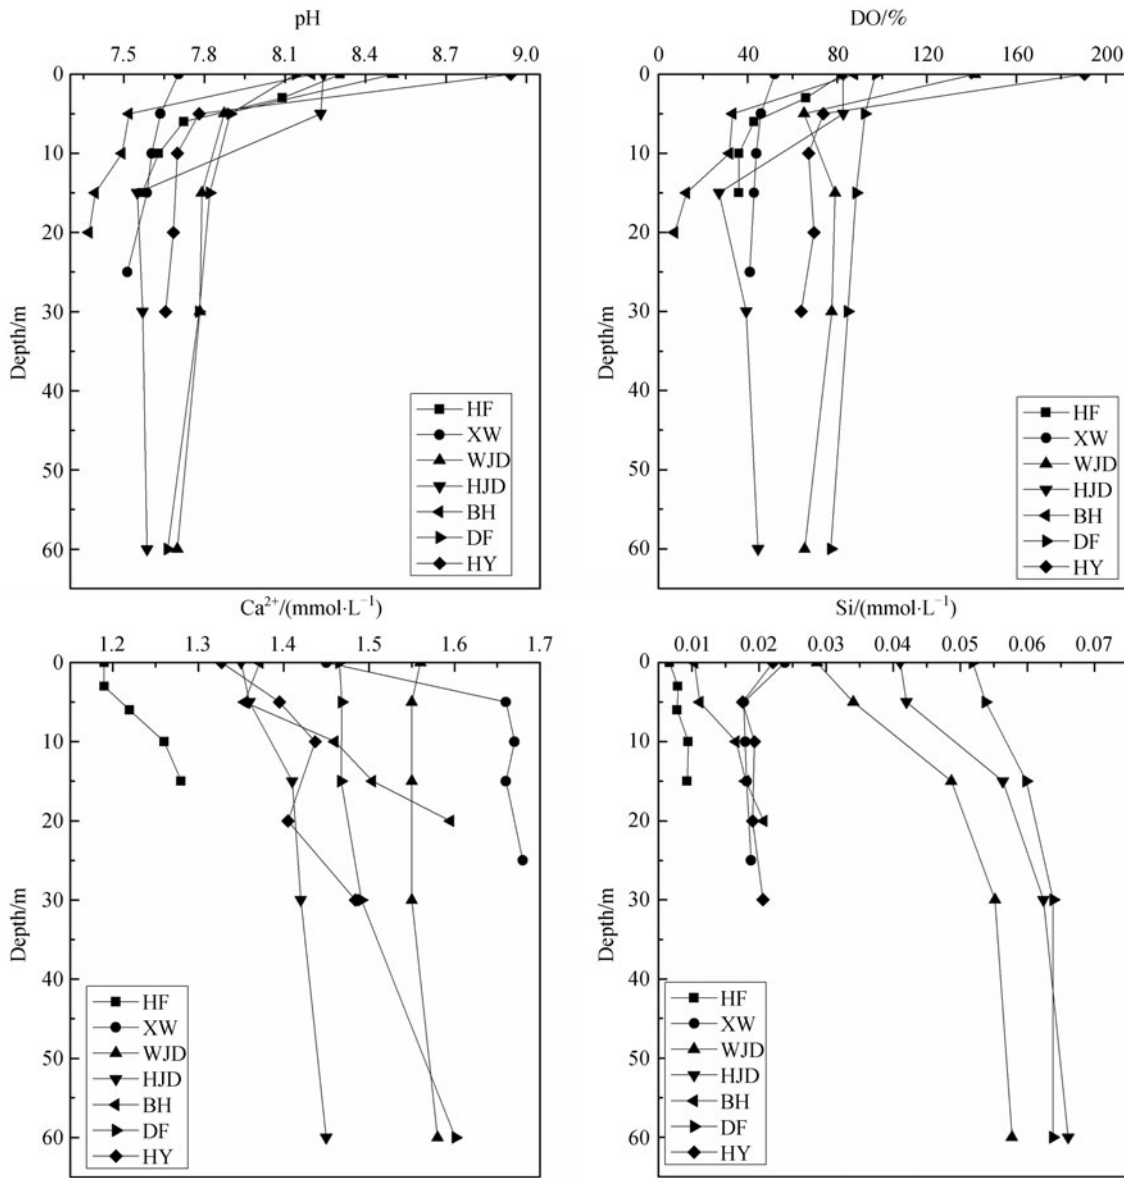 pH
7.5 7.8 8.1 8.4 8.7 9.0
0
10
20
30
40
50
60
Depth/m
HF
XW
WJD
HJD
BH
DF
HY
DO/%
0 40 80 120 160 200
0
10
20
30
40
50
60
Depth/m
HF
XW
WJD
HJD
BH
DF
HY
Ca²⁺/(mmol·L⁻¹)
1.2 1.3 1.4 1.5 1.6 1.7
0
10
20
30
40
50
60
Depth/m
HF
XW
WJD
HJD
BH
DF
HY
Si/(mmol·L⁻¹)
0.01 0.02 0.03 0.04 0.05 0.06 0.07
0
10
20
30
40
50
60
Depth/m
HF
XW
WJD
HJD
BH
DF
HY